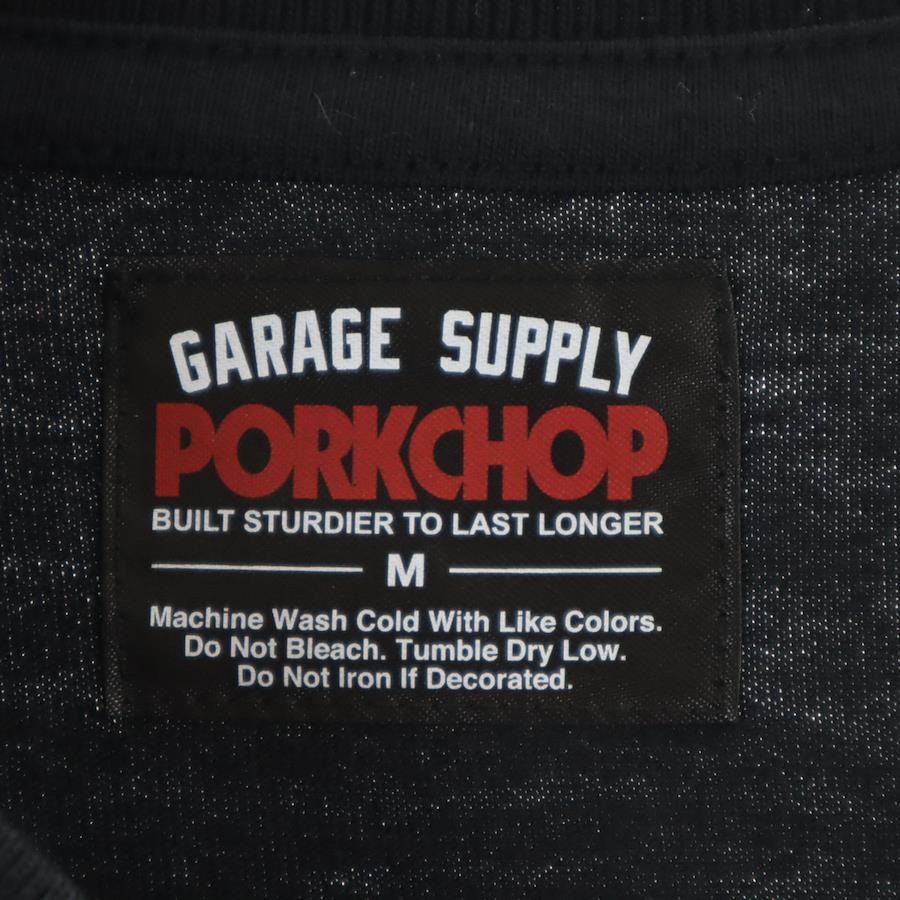 GARAGE SUPPLY
PORKCHOP
BUILT STURDIER TO LAST LONGER
M
Machine Wash Cold With Like Colors.
Do Not Bleach. Tumble Dry Low.
Do Not Iron If Decorated.